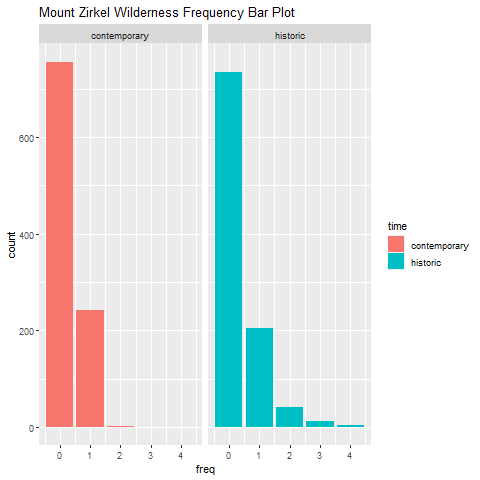 Mount Zirkel Wilderness Frequency Bar Plot
contemporary historic
600
400
200
0
0 1 2 3 4 0 1 2 3 4
count
freq
time
contemporary
historic